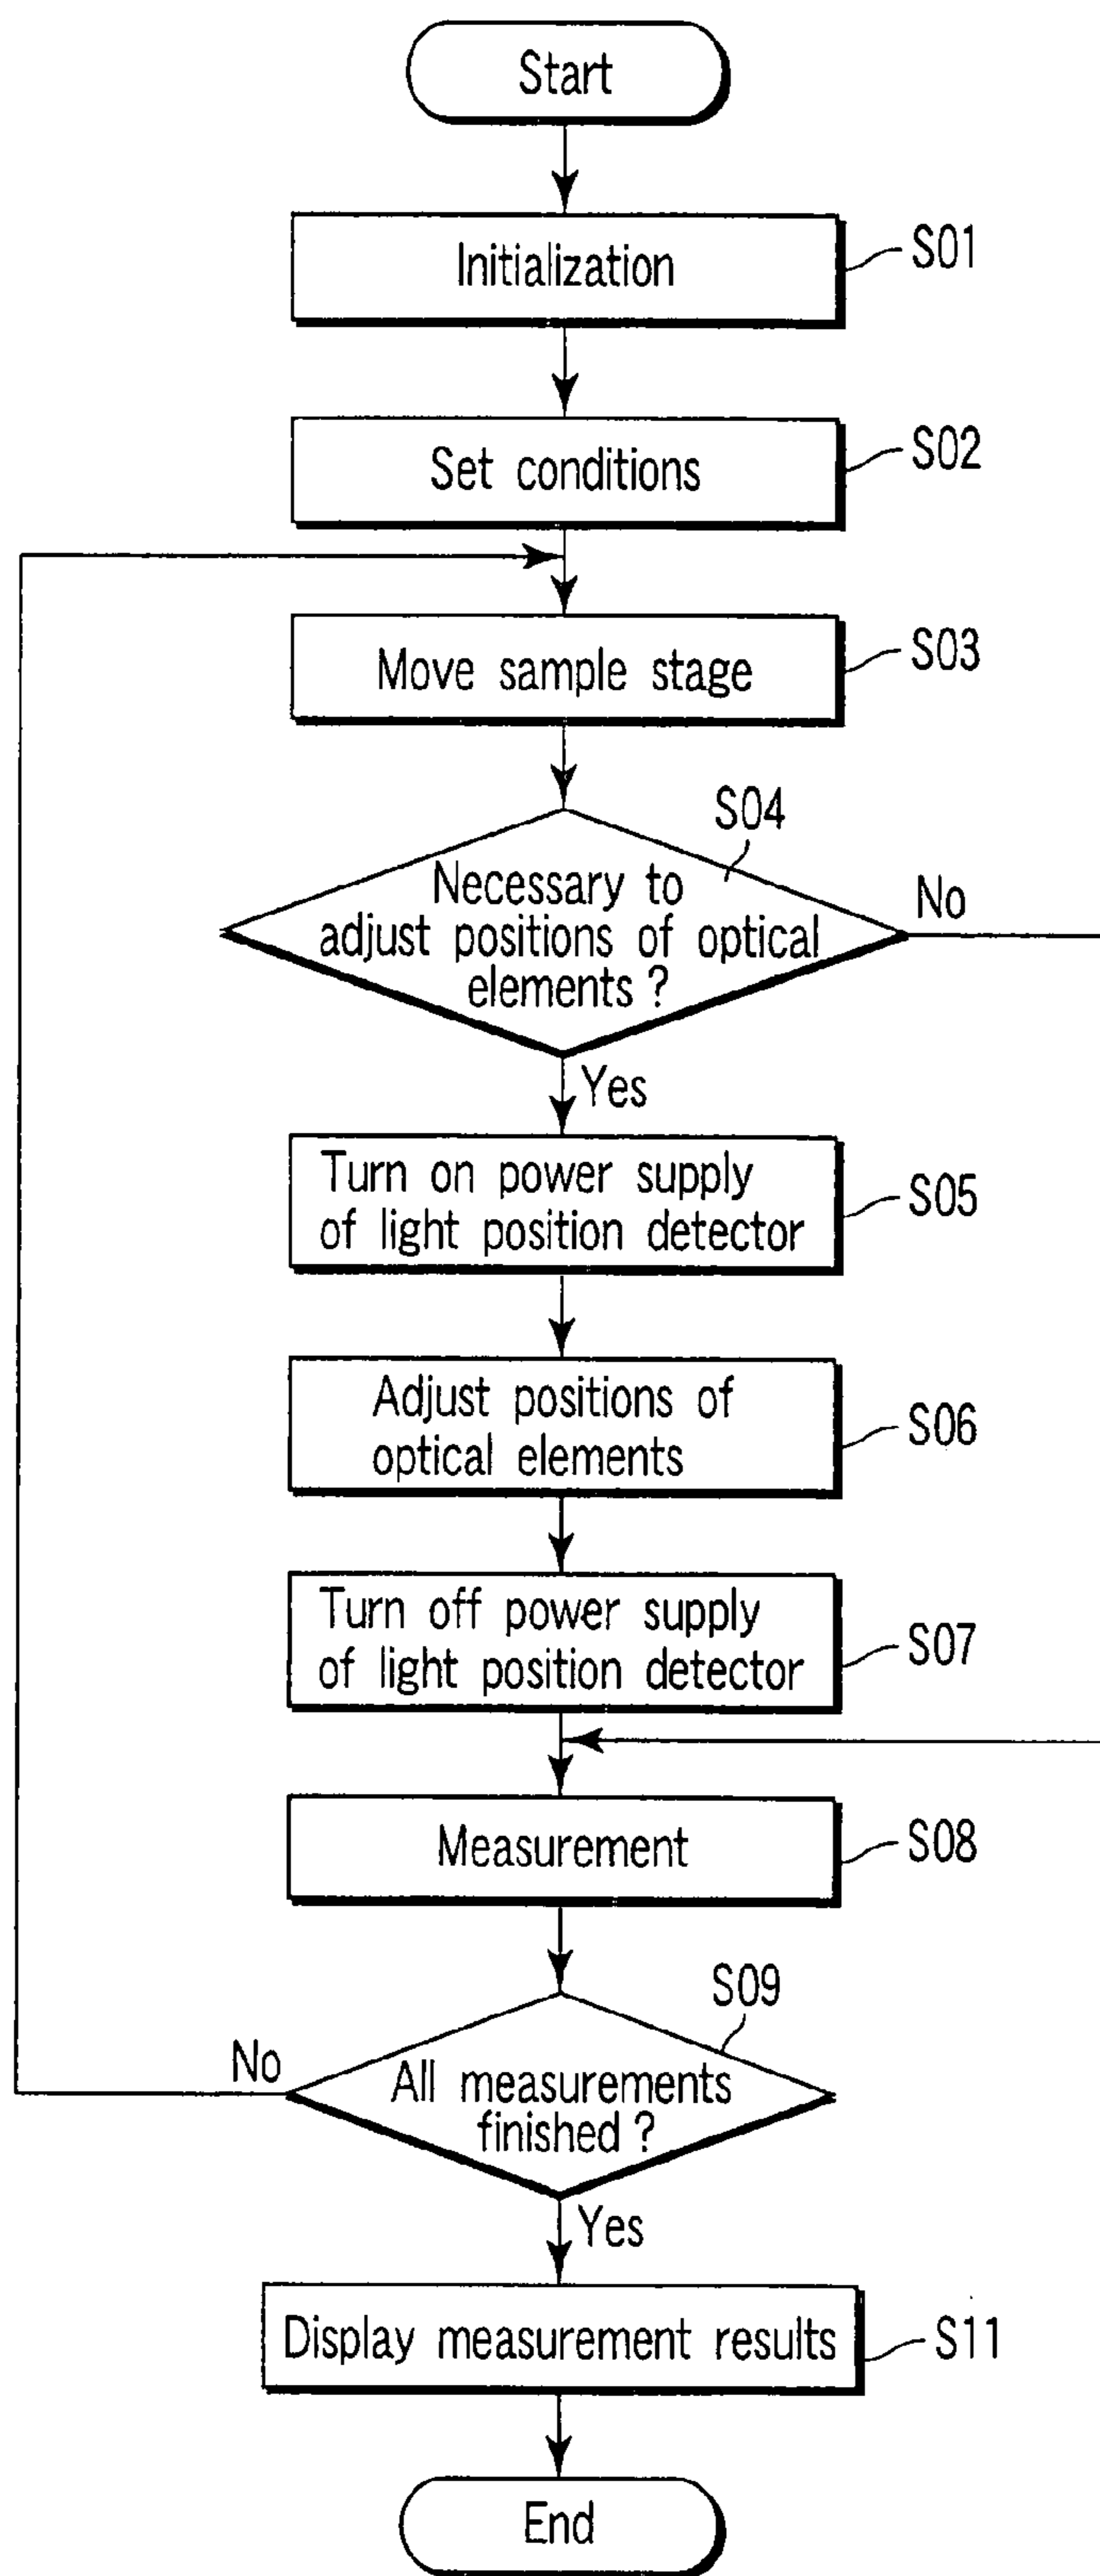 Start
Initialization
S01
Set conditions
S02
Move sample stage
S03
S04
Necessary to
adjust positions of optical
elements ?
No
Yes
Turn on power supply
of light position detector
S05
Adjust positions of
optical elements
S06
Turn off power supply
of light position detector
S07
Measurement
S08
S09
No
All measurements
finished ?
Yes
Display measurement results
S11
End